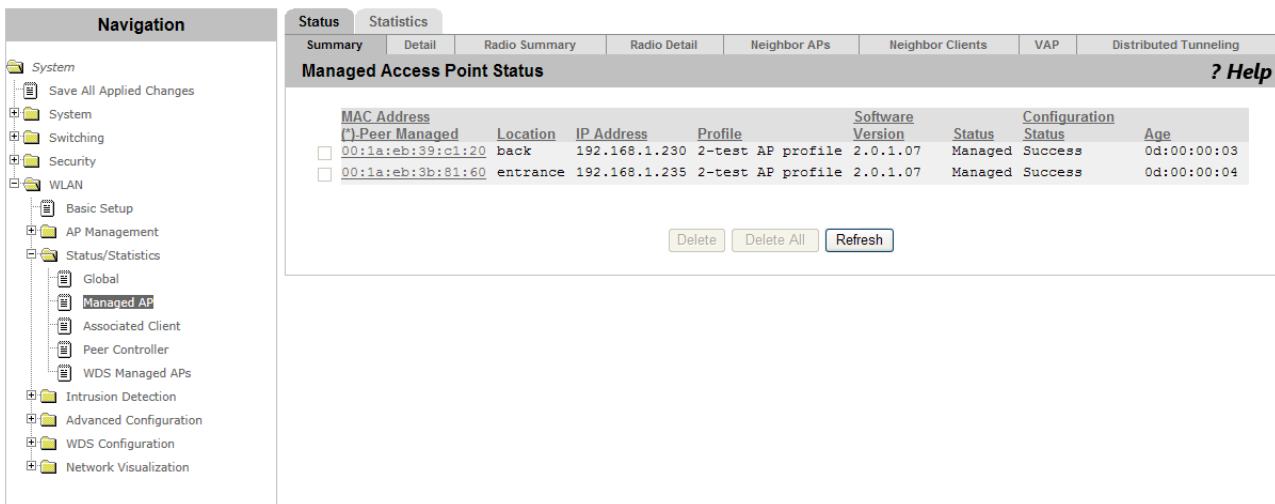 Navigation
System
Save All Applied Changes
System
Switching
Security
WLAN
Basic Setup
AP Management
Status/Statistics
Global
Managed AP
Associated Client
Peer Controller
WDS Managed APs
Intrusion Detection
Advanced Configuration
WDS Configuration
Network Visualization
Status Statistics
Summary Detail Radio Summary Radio Detail Neighbor APs Neighbor Clients VAP Distributed Tunneling
Managed Access Point Status ? Help
MAC Address Software Configuration
(*)-Peer Managed Location IP Address Profile Version Status Status Age
00:1a:eb:39:c1:20 back 192.168.1.230 2-test AP profile 2.0.1.07 Managed Success 0d:00:00:03
00:1a:eb:3b:81:60 entrance 192.168.1.235 2-test AP profile 2.0.1.07 Managed Success 0d:00:00:04
Delete Delete All Refresh